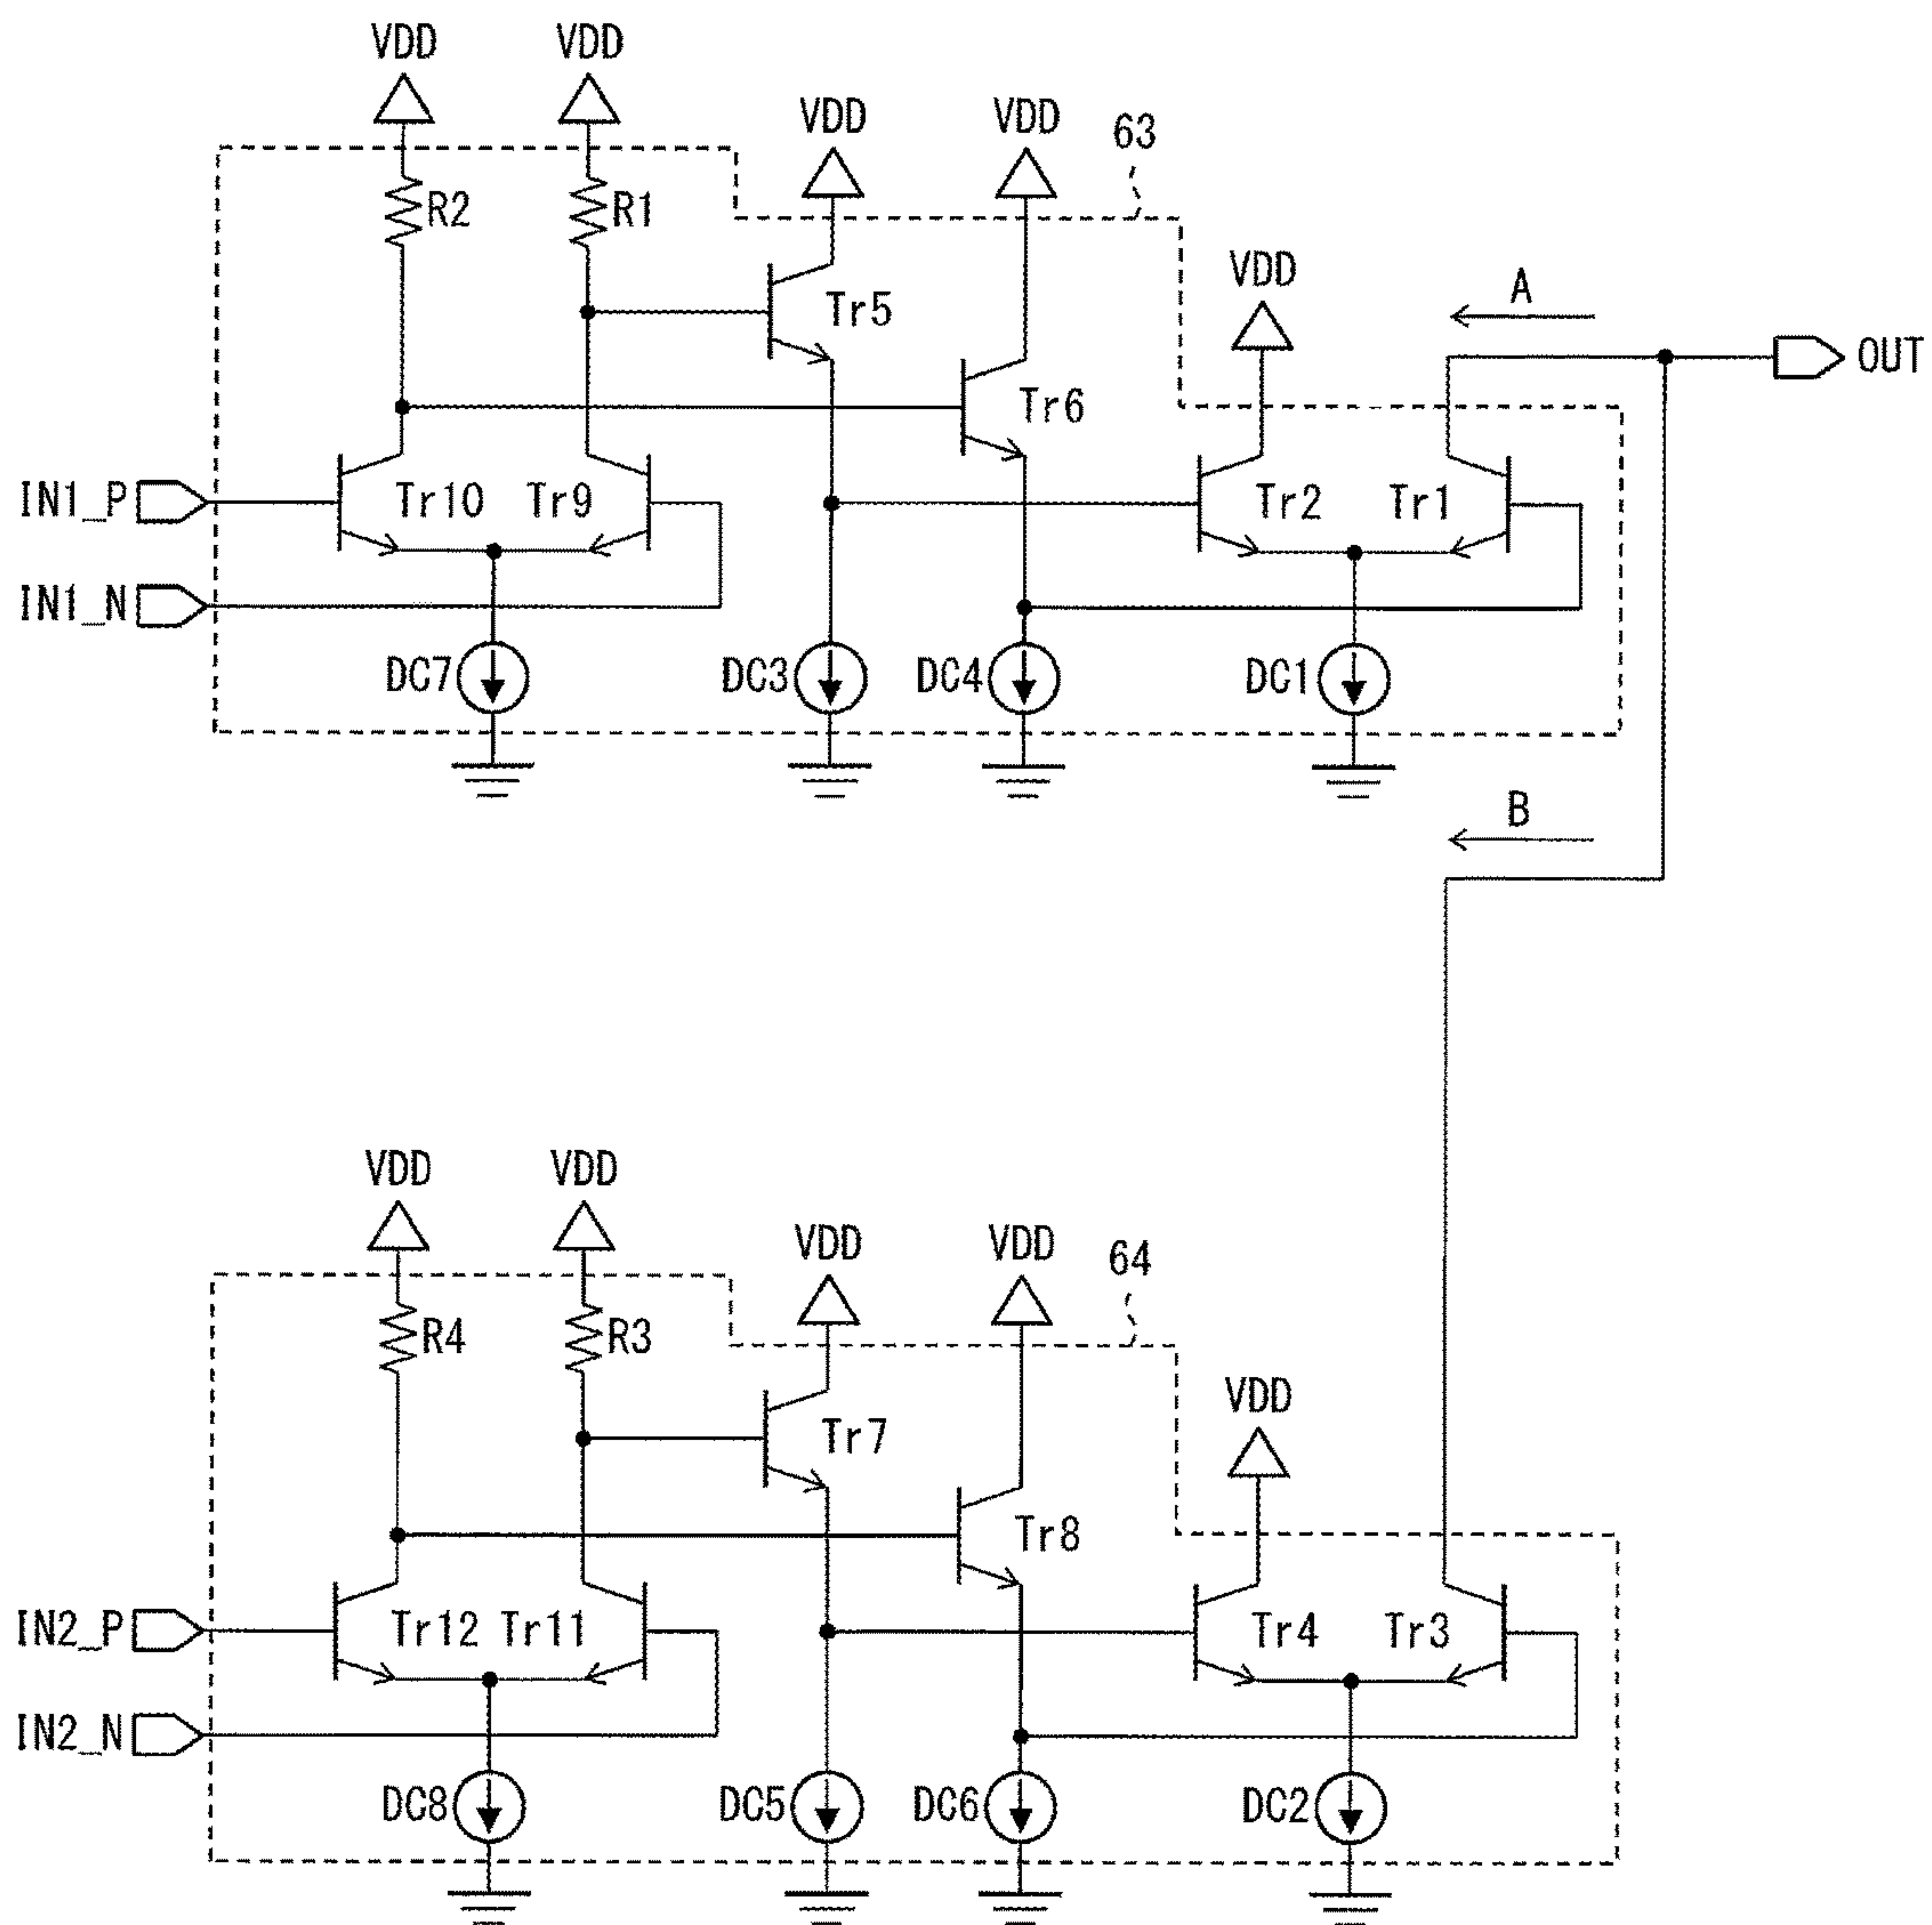 VDD VDD
VDD VDD 63
R2 R1
VDD A
Tr5
OUT
Tr6
IN1_P Tr10 Tr9 Tr2 Tr1
IN1_N
DC7 DC3 DC4 DC1
B
VDD VDD
VDD VDD 64
R4 R3
VDD
Tr7
Tr8
IN2_P Tr12 Tr11 Tr4 Tr3
IN2_N
DC8 DC5 DC6 DC2